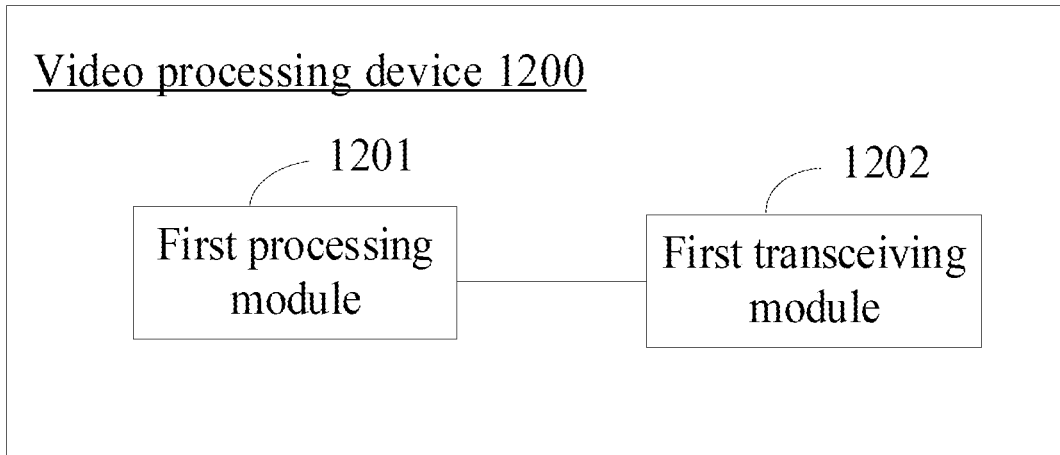 Video processing device 1200
1201
1202
First processing
module
First transceiving
module